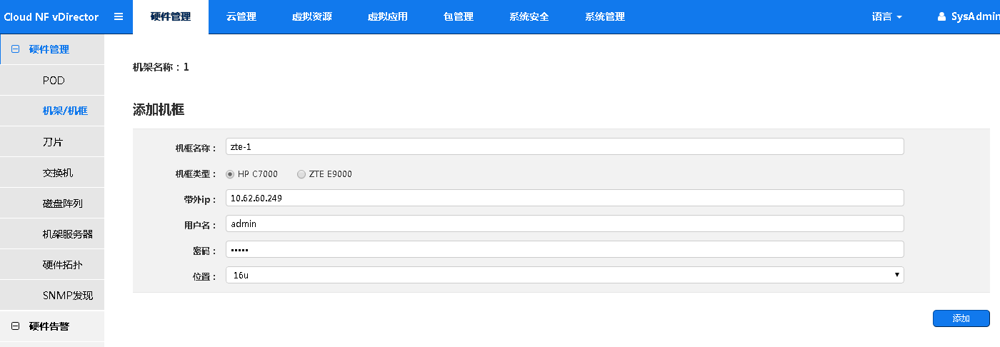 Cloud NF vDirector 硬件管理 云管理 虚拟资源 虚拟应用 包管理 系统安全 系统管理 语言 SysAdmin
硬件管理
POD
机架/机框
刀片
交换机
磁盘阵列
机架服务器
硬件拓扑
SNMP发现
硬件告警
机架名称：1
添加机框
机框名称： zte-1
机框类型： HP C7000 ZTE E9000
带外ip： 10.62.60.249
用户名： admin
密码： •••••
位置： 16u
添加